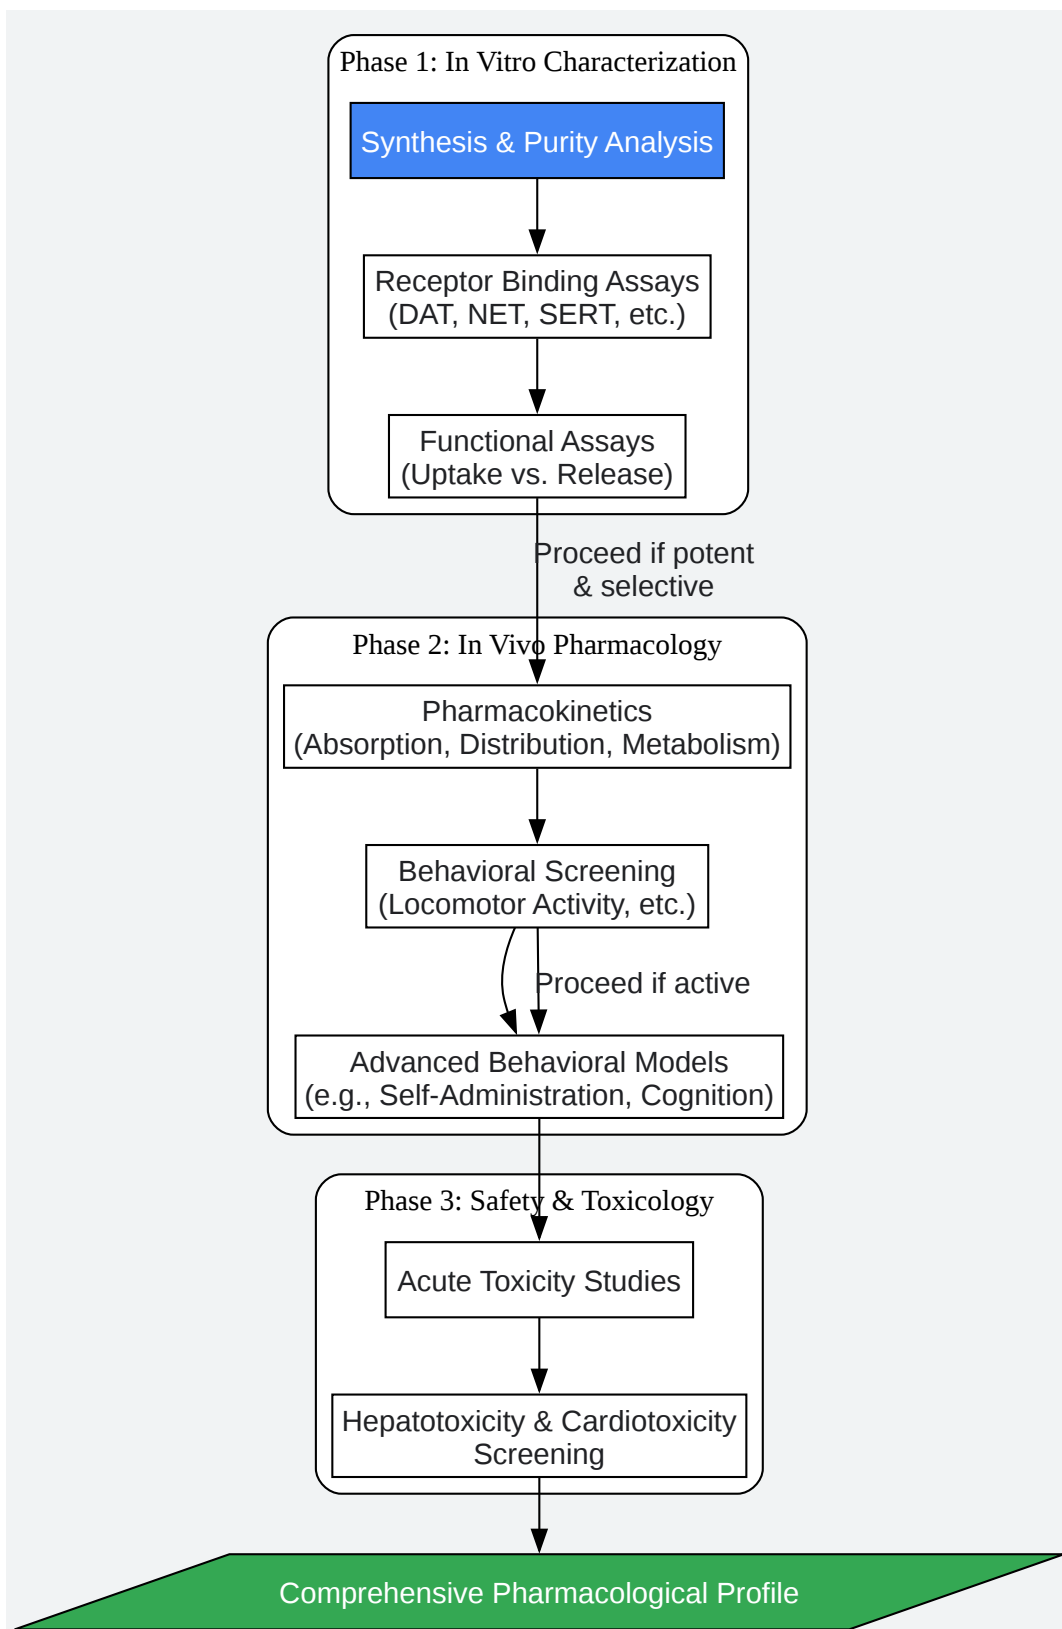 Phase 1: In Vitro Characterization
Synthesis & Purity Analysis
Receptor Binding Assays
(DAT, NET, SERT, etc.)
Functional Assays
(Uptake vs. Release)
Proceed if potent
& selective
Phase 2: In Vivo Pharmacology
Pharmacokinetics
(Absorption, Distribution, Metabolism)
Behavioral Screening
(Locomotor Activity, etc.)
Proceed if active
Advanced Behavioral Models
(e.g., Self-Administration, Cognition)
Phase 3: Safety & Toxicology
Acute Toxicity Studies
Hepatotoxicity & Cardiotoxicity
Screening
Comprehensive Pharmacological Profile